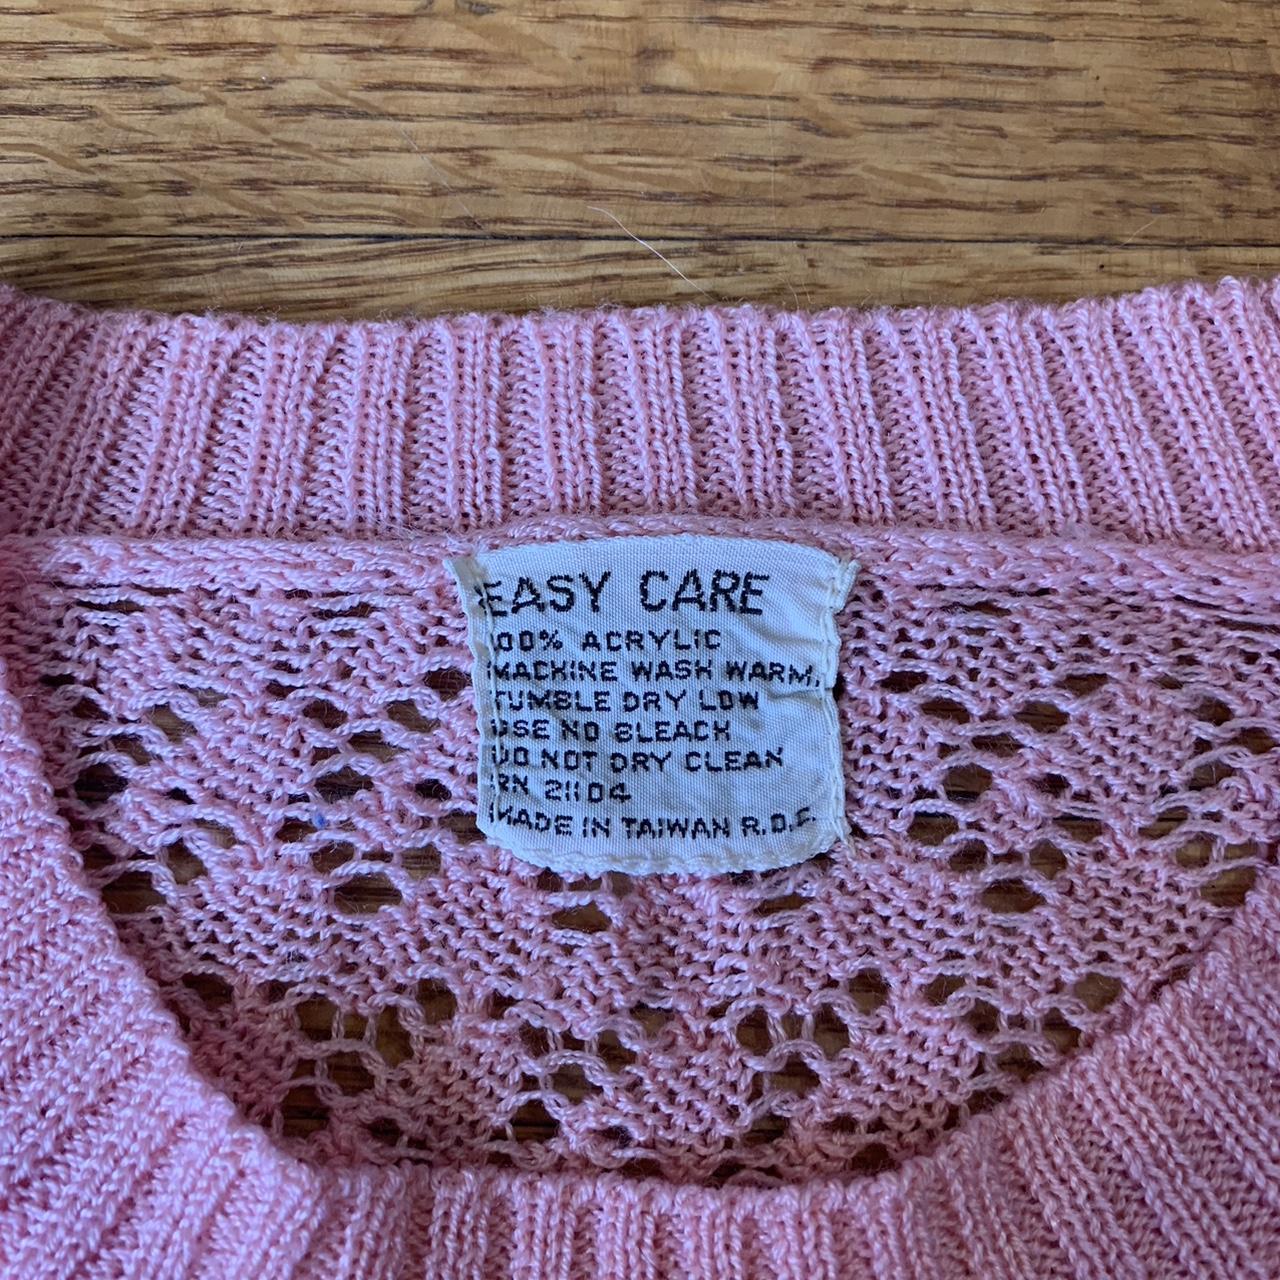 EASY CARE
100% ACRYLIC
MACHINE WASH WARM,
TUMBLE DRY LOW
USE NO BLEACH
DO NOT DRY CLEAN
RN 21104
MADE IN TAIWAN R.O.C.